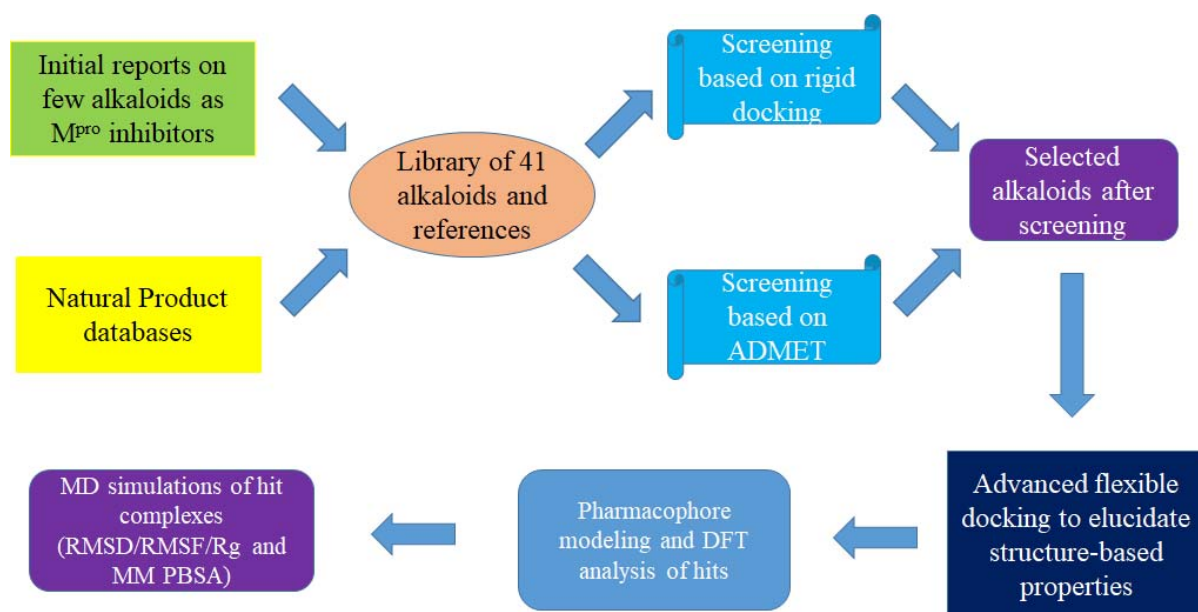 Initial reports on
few alkaloids as
Mᵖʳᵒ inhibitors
Natural Product
databases
Library of 41
alkaloids and
references
Screening
based on rigid
docking
Screening
based on
ADMET
Selected
alkaloids after
screening
Advanced flexible
docking to elucidate
structure-based
properties
Pharmacophore
modeling and DFT
analysis of hits
MD simulations of hit
complexes
(RMSD/RMSF/Rg and
MM PBSA)